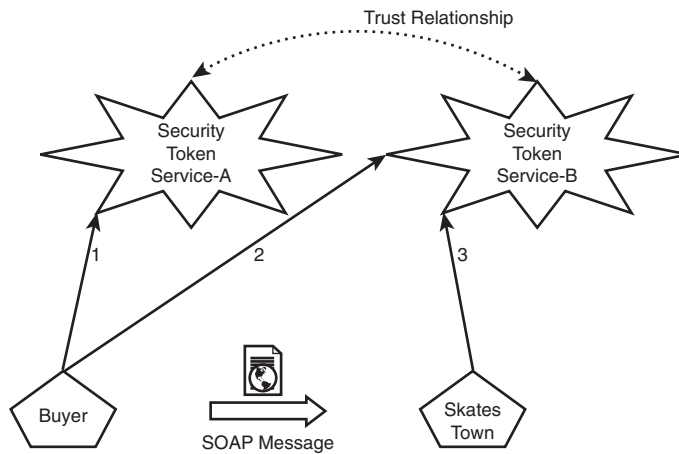 Trust Relationship
Security
Token
Service-A
Security
Token
Service-B
1
2
3
Buyer
SOAP Message
Skates
Town